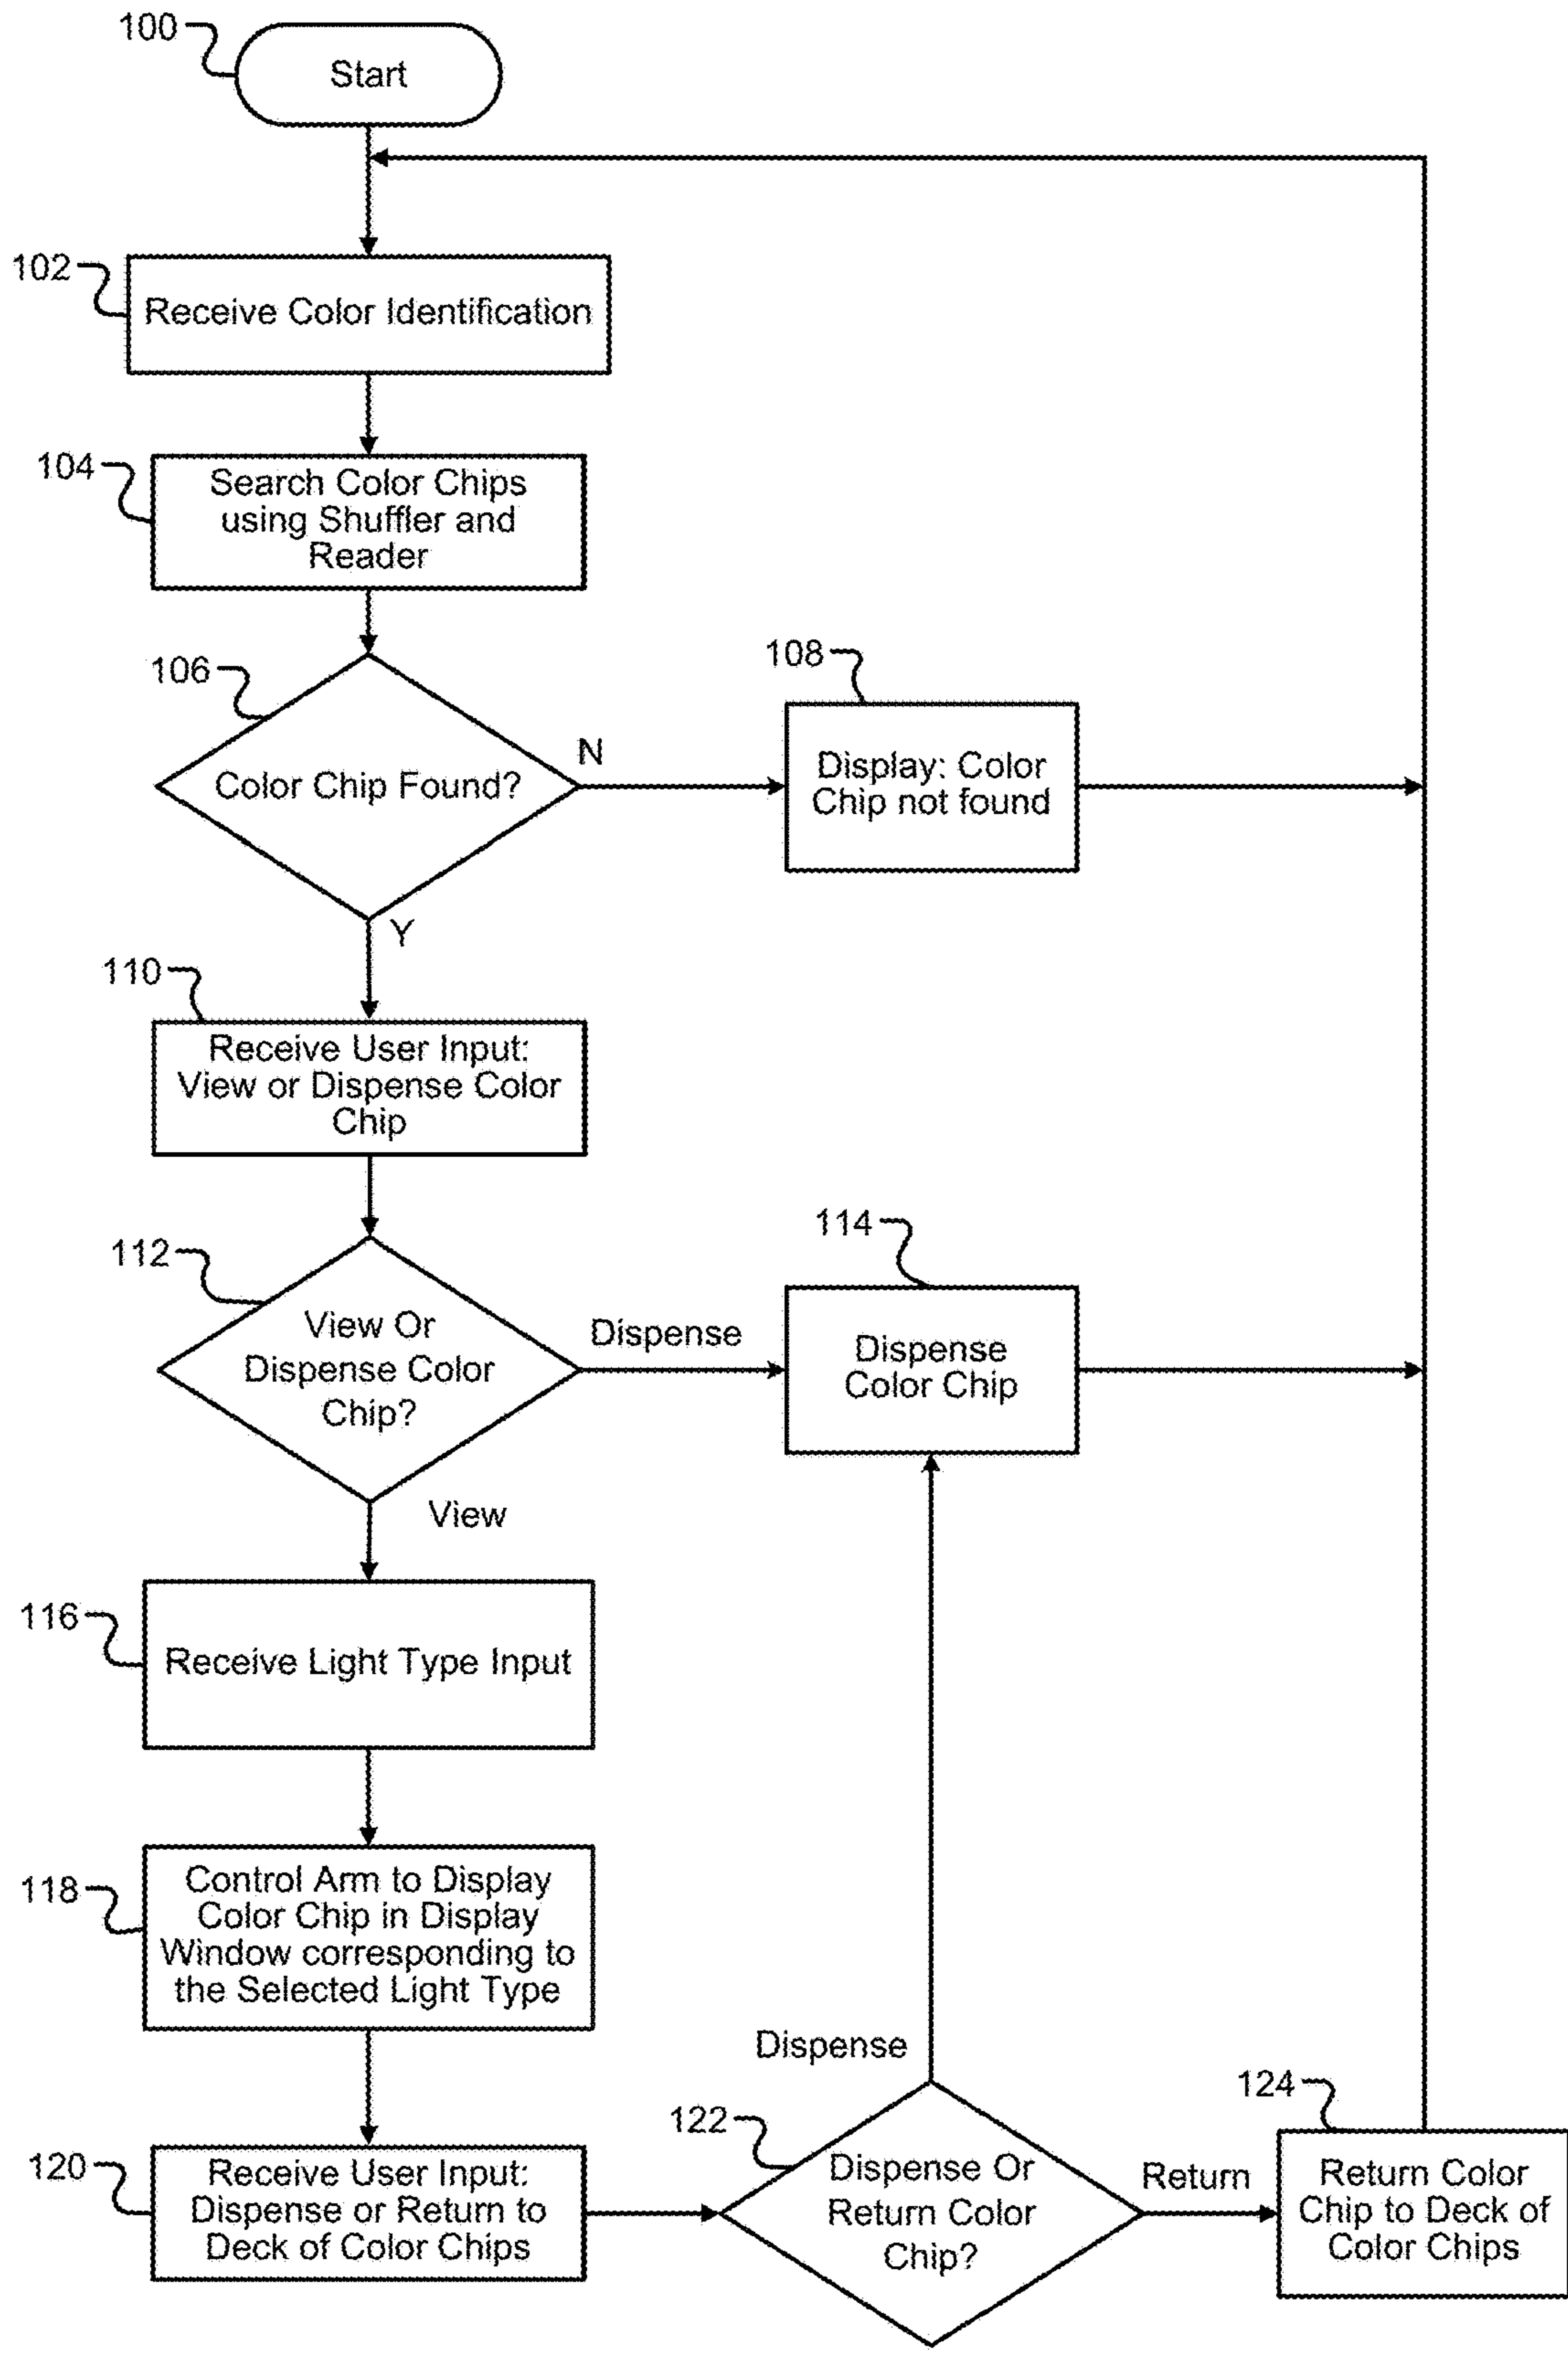 100
Start
102
Receive Color Identification
104
Search Color Chips
using Shuffler and
Reader
106
Color Chip Found?
N
108
Display: Color
Chip not found
Y
110
Receive User Input:
View or Dispense Color
Chip
112
View Or
Dispense Color
Chip?
Dispense
114
Dispense
Color Chip
View
116
Receive Light Type Input
118
Control Arm to Display
Color Chip in Display
Window corresponding to
the Selected Light Type
120
Receive User Input:
Dispense or Return to
Deck of Color Chips
122
Dispense Or
Return Color
Chip?
Dispense
Return
124
Return Color
Chip to Deck of
Color Chips